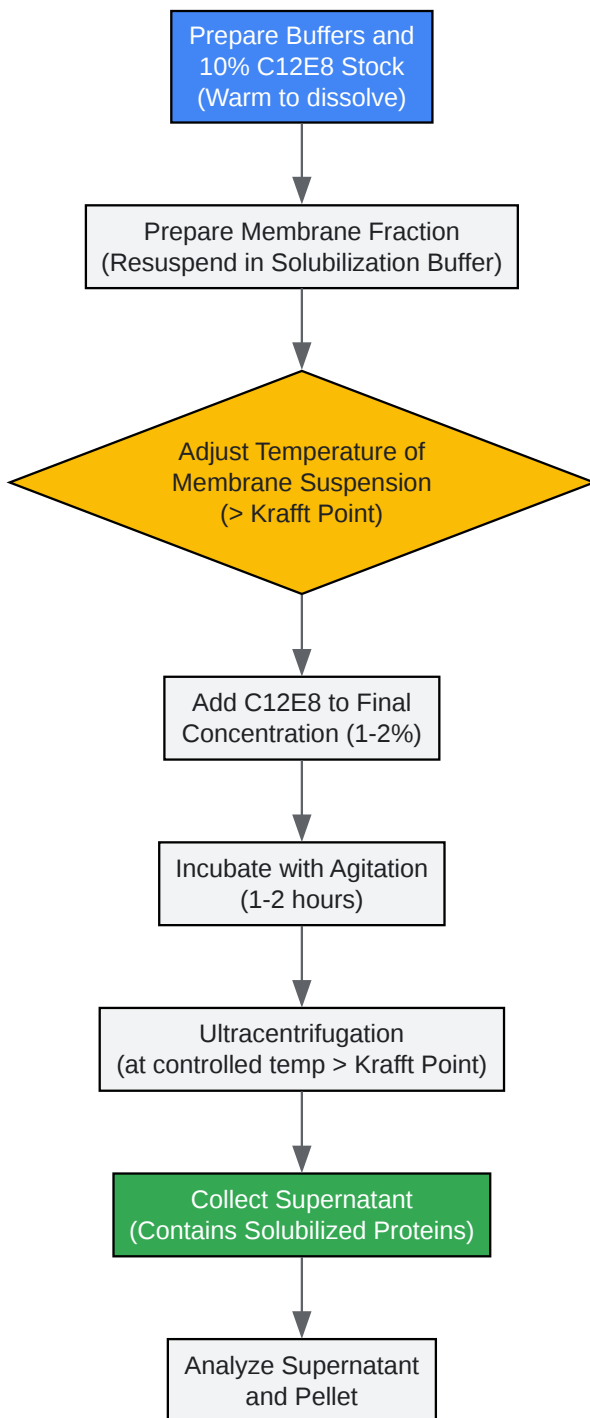 Prepare Buffers and
10% C12E8 Stock
(Warm to dissolve)
Prepare Membrane Fraction
(Resuspend in Solubilization Buffer)
Adjust Temperature of
Membrane Suspension
(> Krafft Point)
Add C12E8 to Final
Concentration (1-2%)
Incubate with Agitation
(1-2 hours)
Ultracentrifugation
(at controlled temp > Krafft Point)
Collect Supernatant
(Contains Solubilized Proteins)
Analyze Supernatant
and Pellet